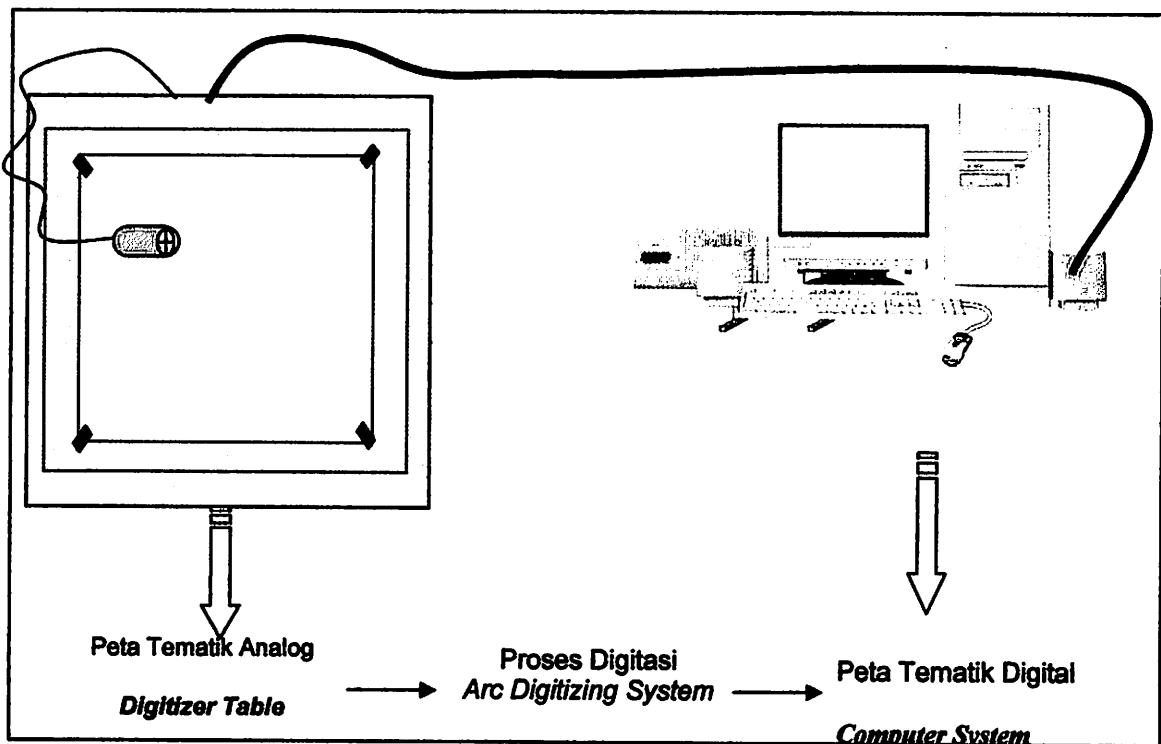 Peta Tematik Analog
Digitizer Table
Proses Digitasi
Arc Digitizing System
Peta Tematik Digital
Computer System